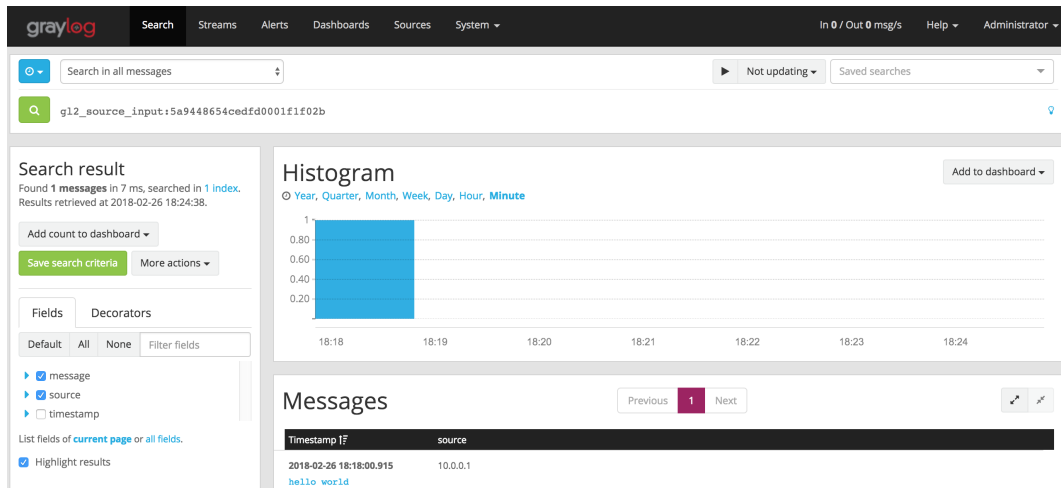 graylog Search Streams Alerts Dashboards Sources System In 0 / Out 0 msg/s Help Administrator
Search in all messages Not updating Saved searches
gl2_source_input:5a9448654cedfd0001f1f02b
Search result
Found 1 messages in 7 ms, searched in 1 index.
Results retrieved at 2018-02-26 18:24:38.
Add count to dashboard
Save search criteria More actions
Fields Decorators
Default All None Filter fields
message
source
timestamp
List fields of current page or all fields.
Highlight results
Histogram Add to dashboard
Year, Quarter, Month, Week, Day, Hour, Minute
1
0.80
0.60
0.40
0.20
18:18 18:19 18:20 18:21 18:22 18:23 18:24
Messages Previous 1 Next
Timestamp source
2018-02-26 18:18:00.915 10.0.0.1
hello world